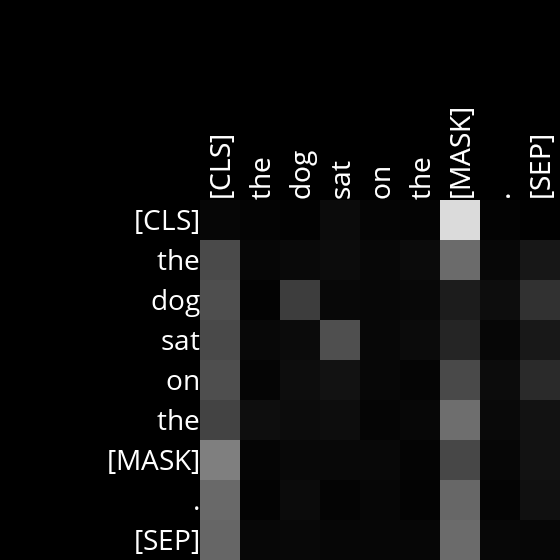 [CLS] the dog sat on the [MASK] . [SEP]
[CLS]
the
dog
sat
on
the
[MASK]
.
[SEP]